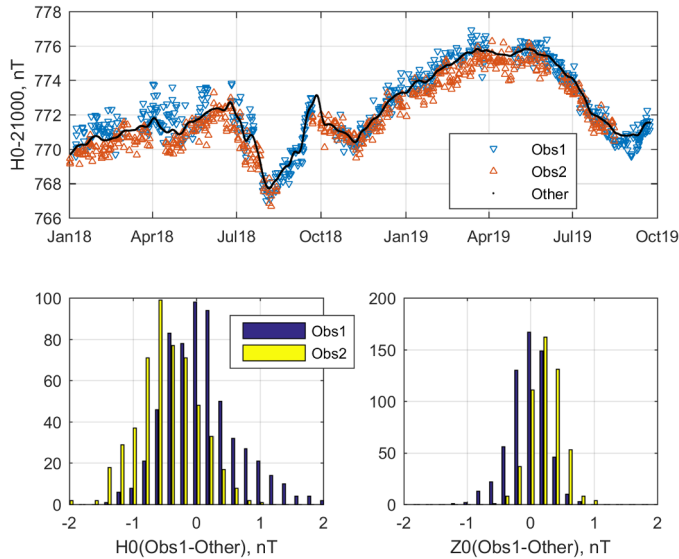 778
776
774
772
770
768
766
H0-21000, nT
Jan18 Apr18 Jul18 Oct18 Jan19 Apr19 Jul19 Oct19
Obs1
Obs2
Other
100
80
60
40
20
0
-2 -1 0 1 2
H0(Obs1-Other), nT
Obs1
Obs2
200
150
100
50
0
-2 -1 0 1 2
Z0(Obs1-Other), nT